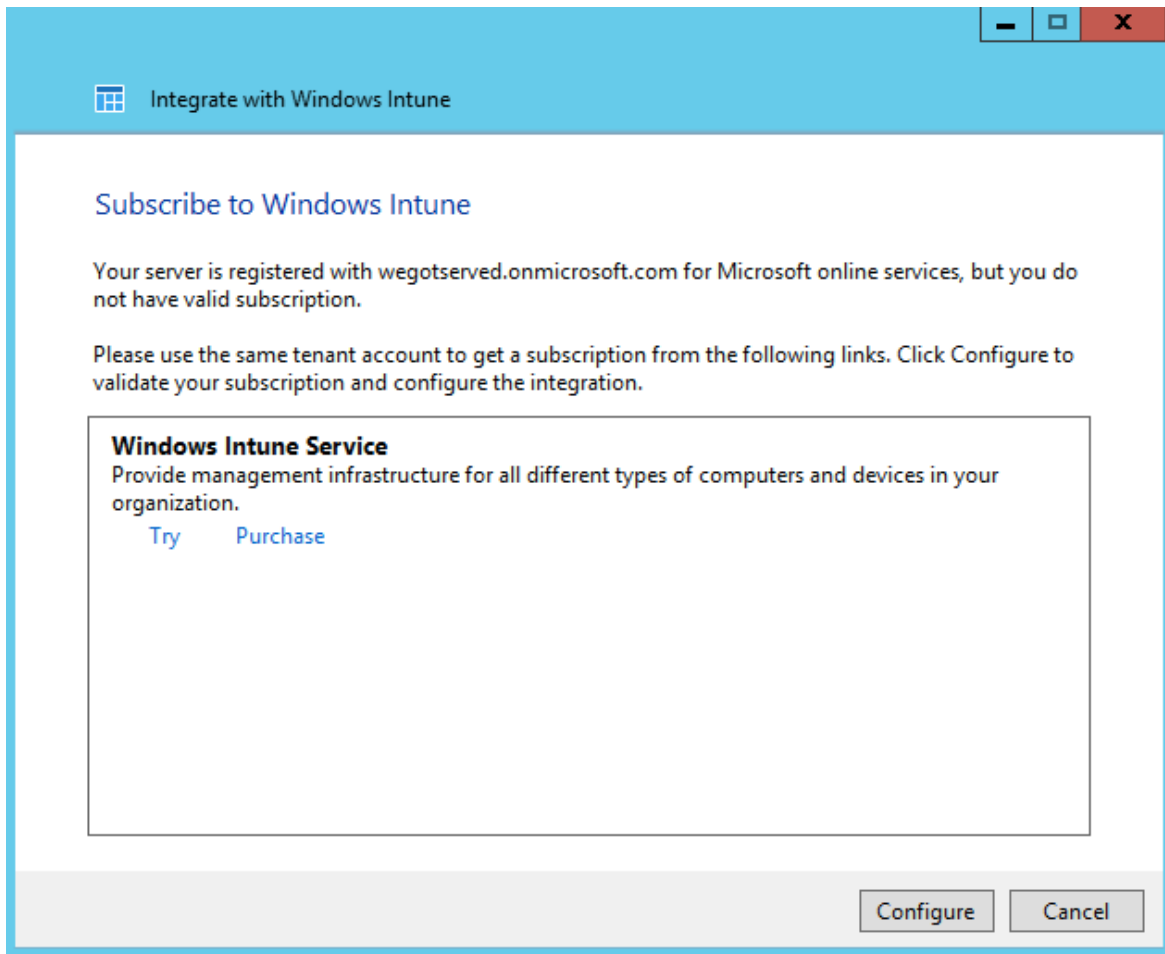 Integrate with Windows Intune
Subscribe to Windows Intune
Your server is registered with wegotserved.onmicrosoft.com for Microsoft online services, but you do
not have valid subscription.
Please use the same tenant account to get a subscription from the following links. Click Configure to
validate your subscription and configure the integration.
Windows Intune Service
Provide management infrastructure for all different types of computers and devices in your
organization.
Try Purchase
Configure Cancel